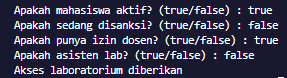 Apakah mahasiswa aktif? (true/false) : true
Apakah sedang disanksi? (true/false) : false
Apakah punya izin dosen? (true/false) : true
Apakah asisten lab? (true/false) : false
Akses laboratorium diberikan